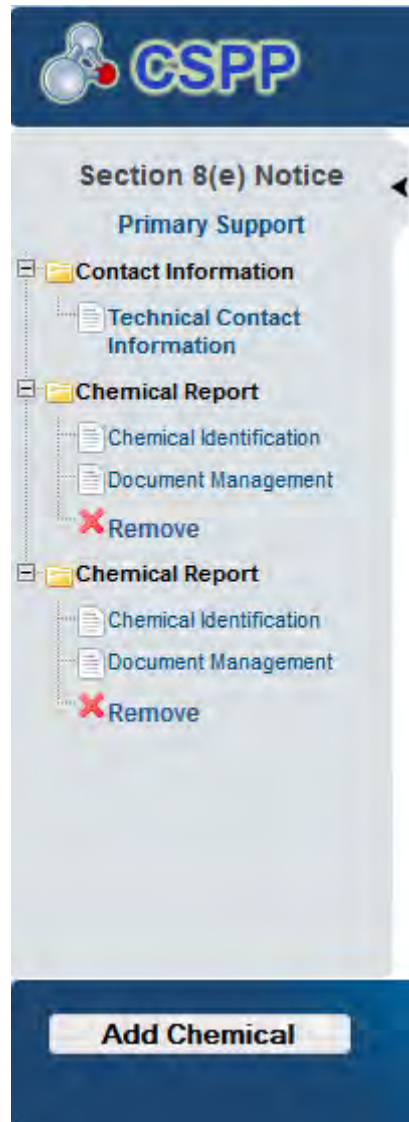 CSPP
Section 8(e) Notice
Primary Support
Contact Information
Technical Contact
Information
Chemical Report
Chemical Identification
Document Management
Remove
Chemical Report
Chemical Identification
Document Management
Remove
Add Chemical